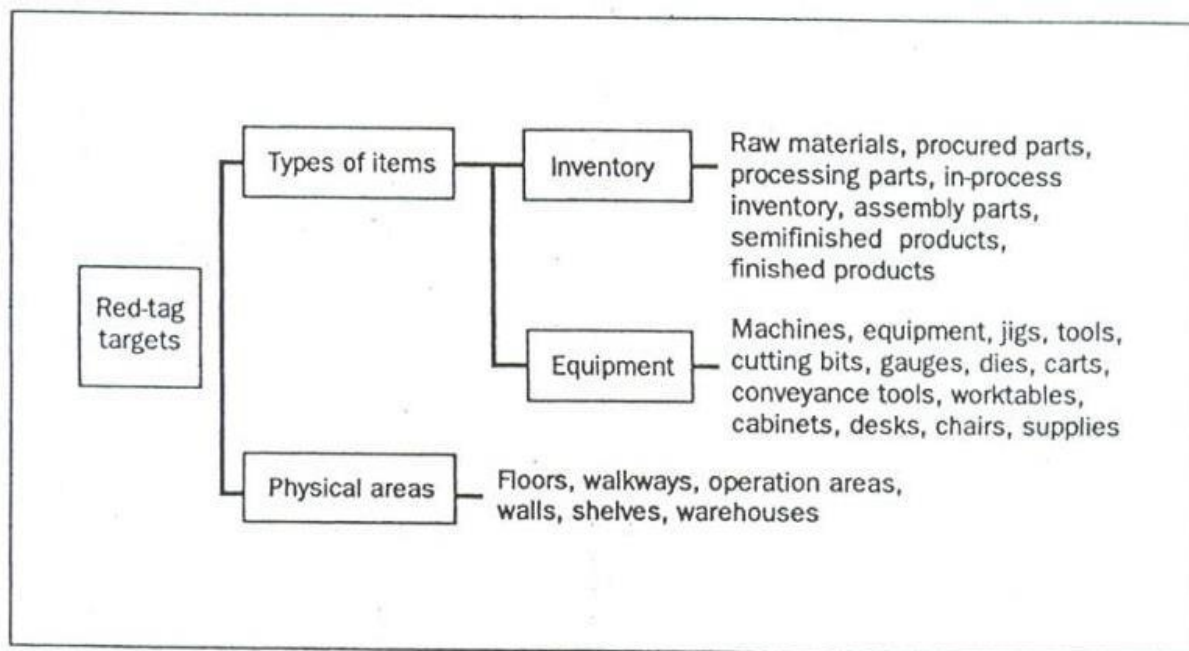 Types of items
Inventory
Raw materials, procured parts,
processing parts, in-process
inventory, assembly parts,
semifinished products,
finished products
Red-tag
targets
Equipment
Machines, equipment, jigs, tools,
cutting bits, gauges, dies, carts,
conveyance tools, worktables,
cabinets, desks, chairs, supplies
Physical areas
Floors, walkways, operation areas,
walls, shelves, warehouses